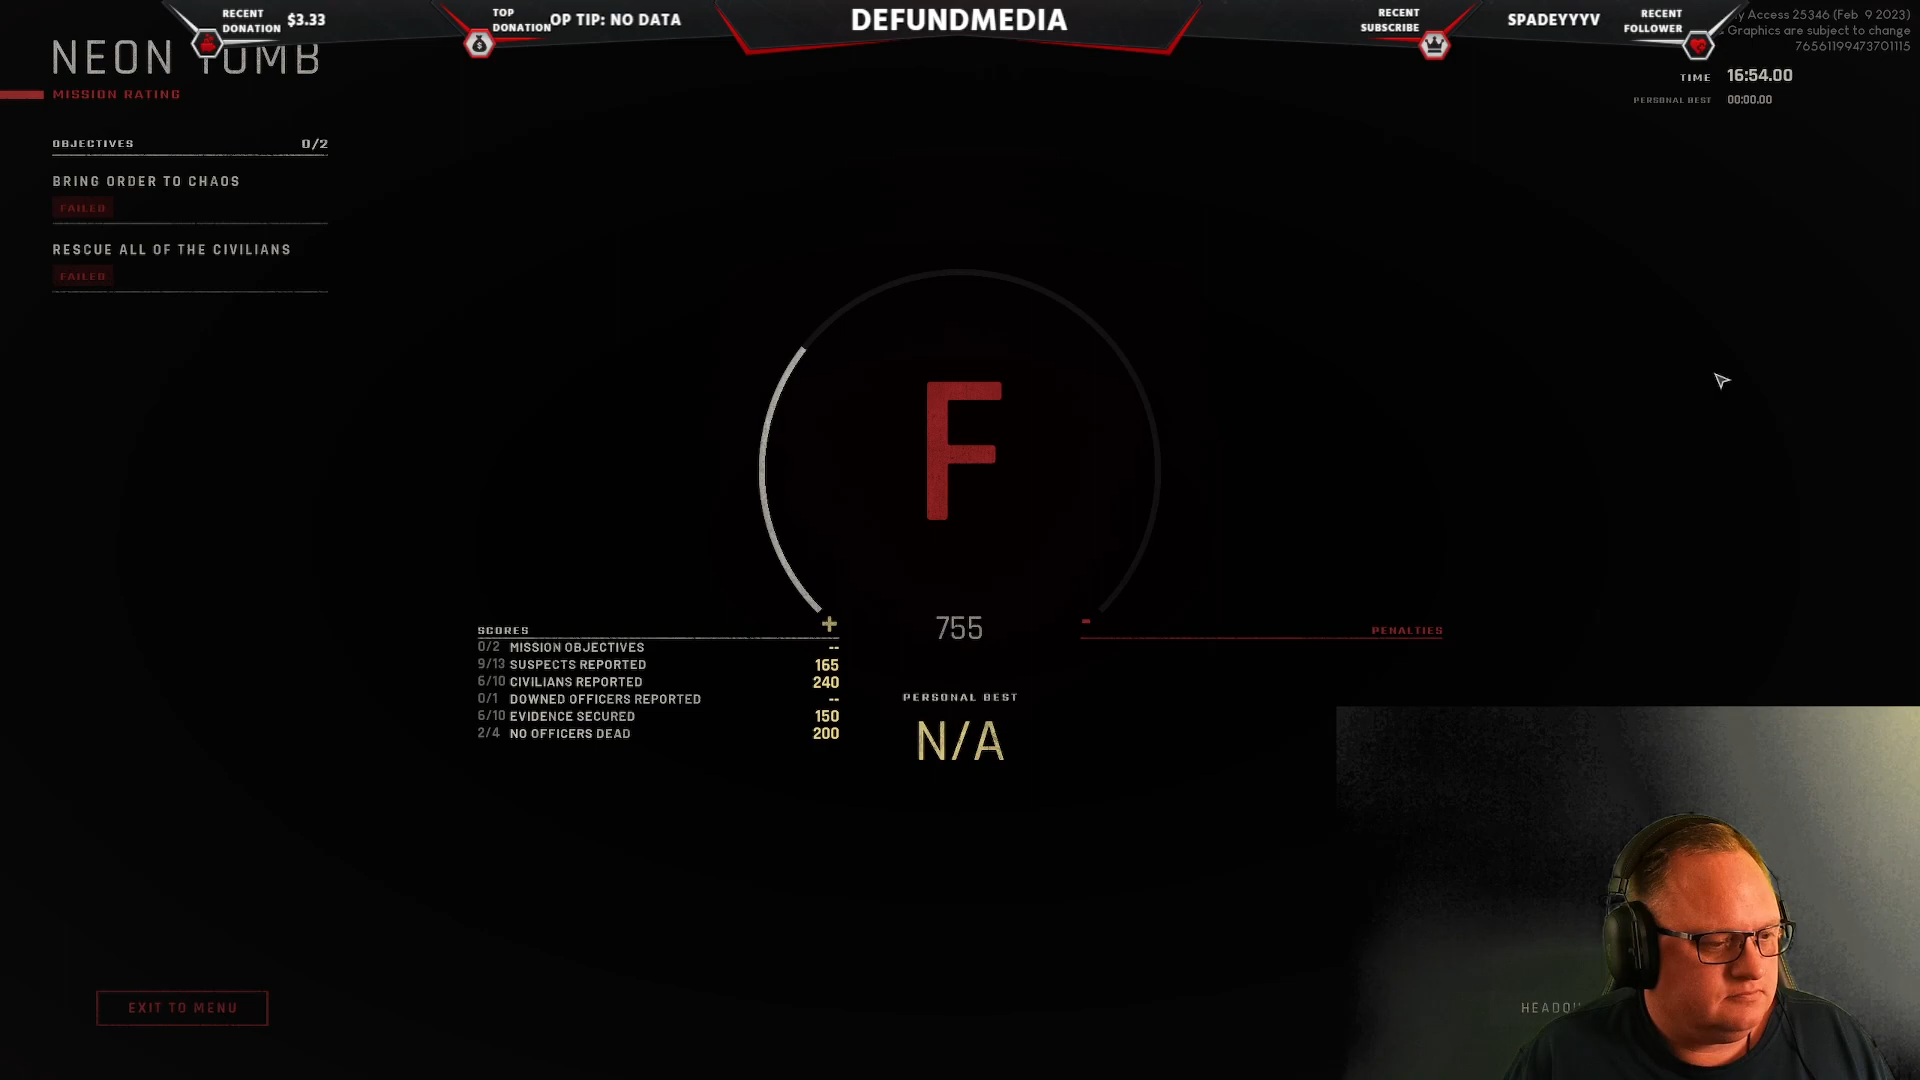 RECENT
DONATION $3.33
TOP
DONATION OP TIP: NO DATA
DEFUNDMEDIA
RECENT
SUBSCRIBE SPADEYYYV
RECENT
FOLLOWER
Access 25346 (Feb 9 2023)
Graphics are subject to change
76561199473701115
NEON TOMB
MISSION RATING
TIME 16:54.00
PERSONAL BEST 00:00.00
OBJECTIVES 0/2
BRING ORDER TO CHAOS
FAILED
RESCUE ALL OF THE CIVILIANS
FAILED
F
755
SCORES +
0/2 MISSION OBJECTIVES --
9/13 SUSPECTS REPORTED 165
6/10 CIVILIANS REPORTED 240
0/1 DOWNED OFFICERS REPORTED --
6/10 EVIDENCE SECURED 150
2/4 NO OFFICERS DEAD 200
- PENALTIES
PERSONAL BEST
N/A
EXIT TO MENU